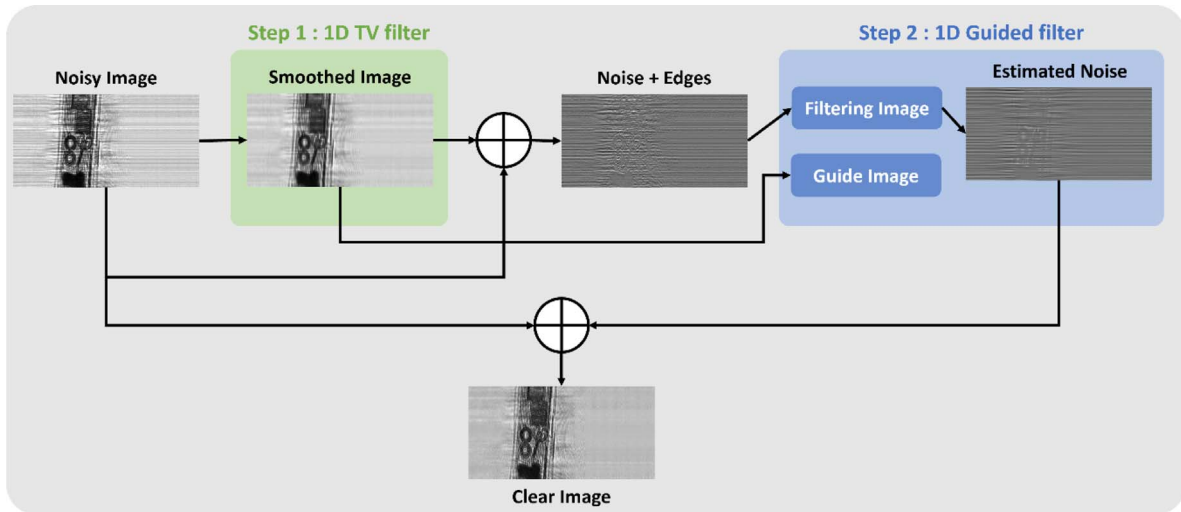 Step 1 : 1D TV filter
Step 2 : 1D Guided filter
Noisy Image
Smoothed Image
Noise + Edges
Estimated Noise
Filtering Image
Guide Image
Clear Image